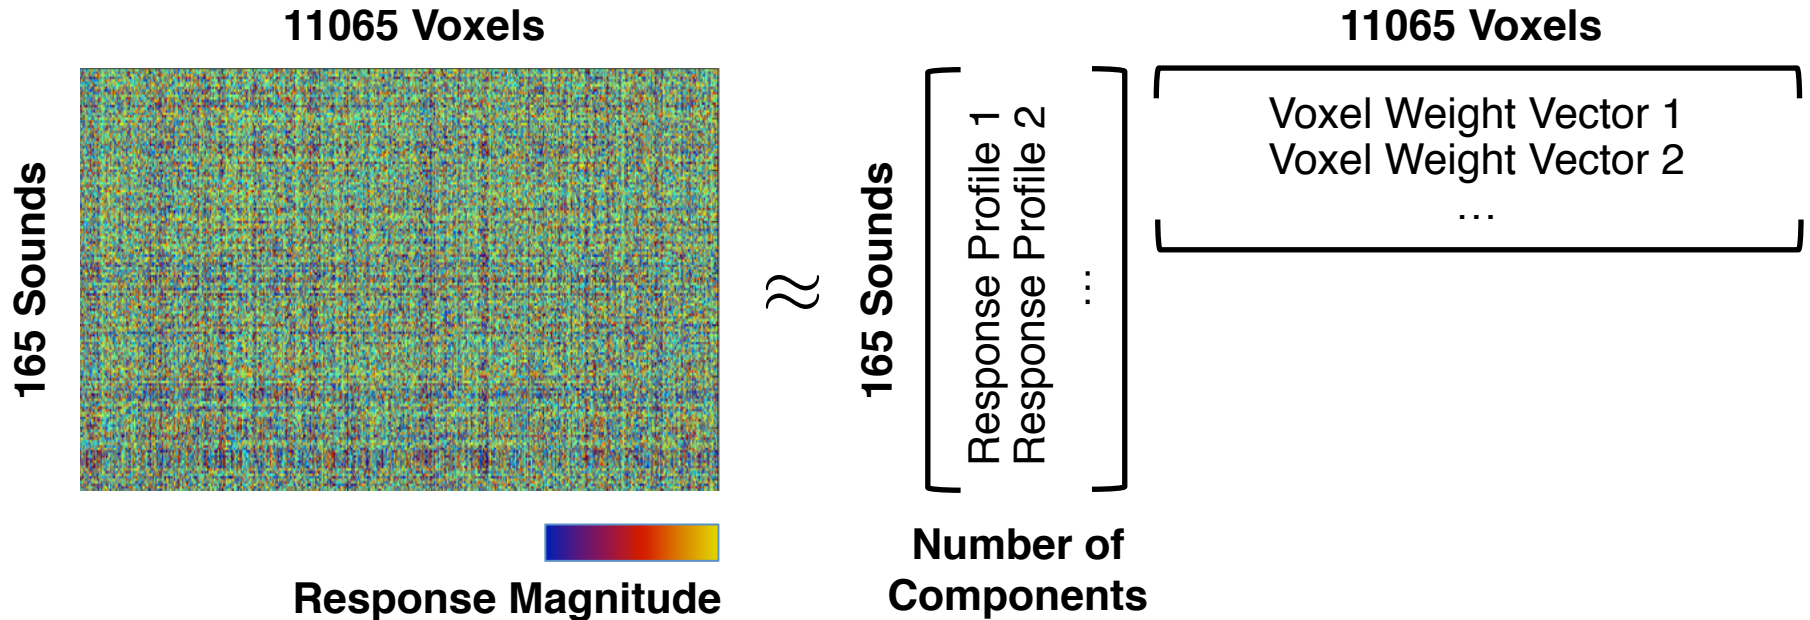 11065 Voxels
165 Sounds
Response Magnitude
≈
165 Sounds
Response Profile 1
Response Profile 2
...
Number of
Components
11065 Voxels
Voxel Weight Vector 1
Voxel Weight Vector 2
...